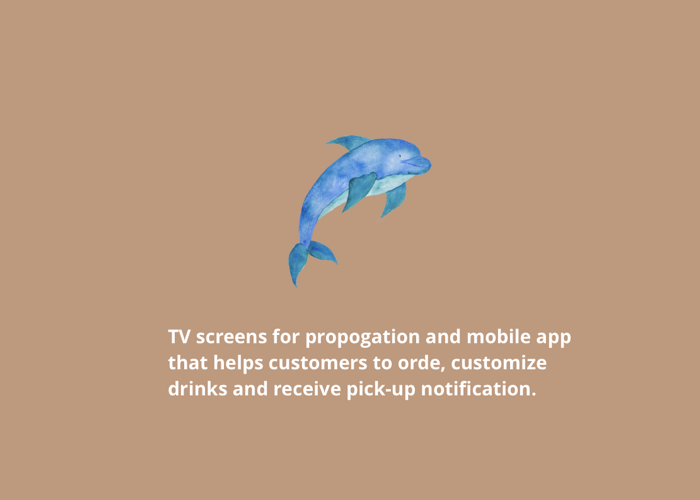 TV screens for propogation and mobile app
that helps customers to orde, customize
drinks and receive pick-up notification.